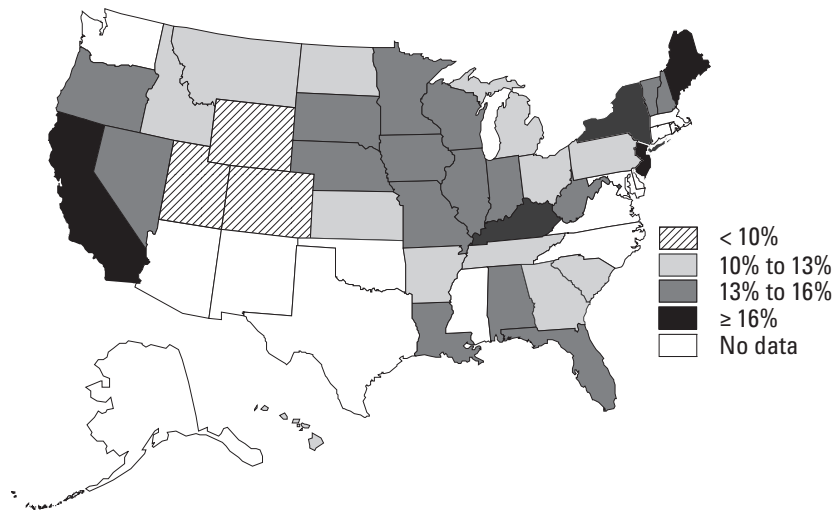 < 10%
10% to 13%
13% to 16%
≥ 16%
No data